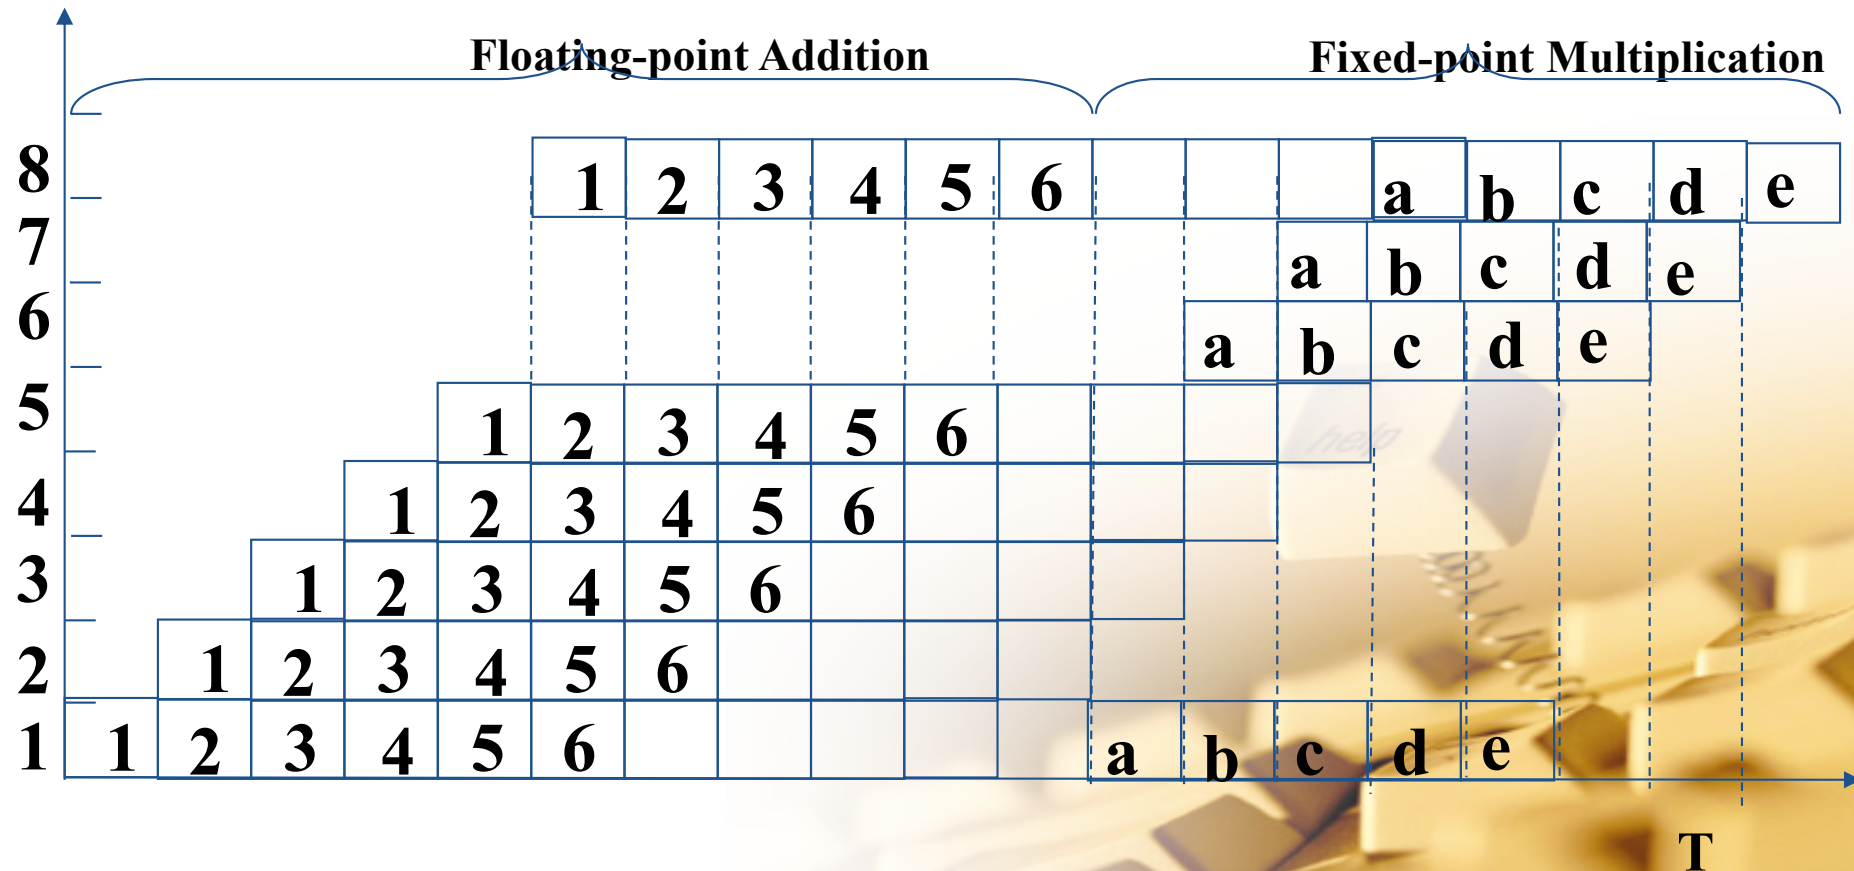 Floating-point Addition Fixed-point Multiplication
8 1 2 3 4 5 6 a b c d e
7 a b c d e
6 a b c d e
5 1 2 3 4 5 6
4 1 2 3 4 5 6
3 1 2 3 4 5 6
2 1 2 3 4 5 6
1 1 2 3 4 5 6 a b c d e
help
T